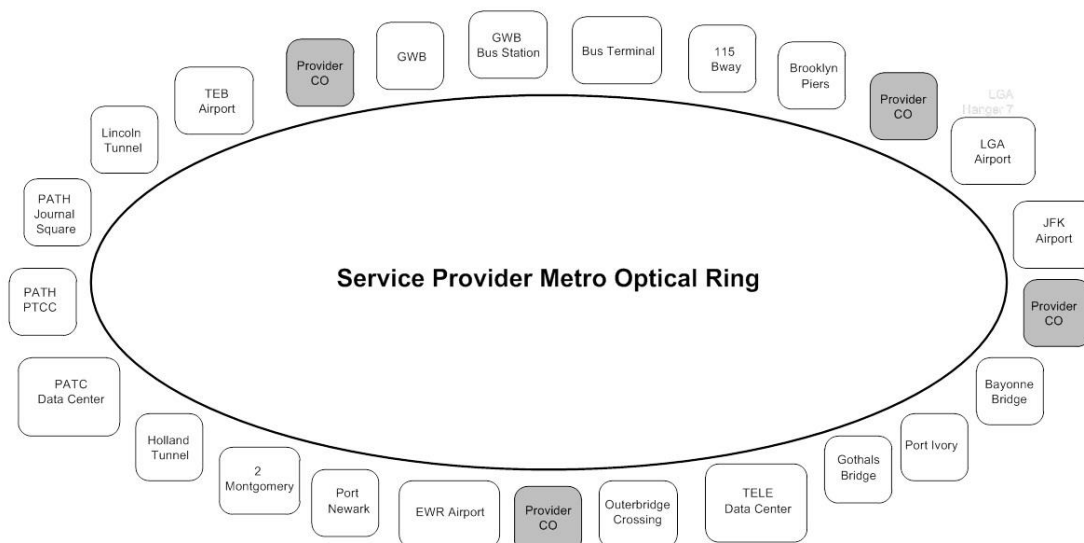 Provider
CO
GWB
GWB
Bus Station
Bus Terminal
115
Bway
Brooklyn
Piers
Provider
CO
LGA
Hanger 7
LGA
Airport
JFK
Airport
Provider
CO
Bayonne
Bridge
Port Ivory
Gothals
Bridge
TELE
Data Center
Outerbridge
Crossing
Provider
CO
EWR Airport
Port
Newark
2
Montgomery
Holland
Tunnel
PATC
Data Center
PATH
PTCC
PATH
Journal
Square
Lincoln
Tunnel
TEB
Airport
Service Provider Metro Optical Ring